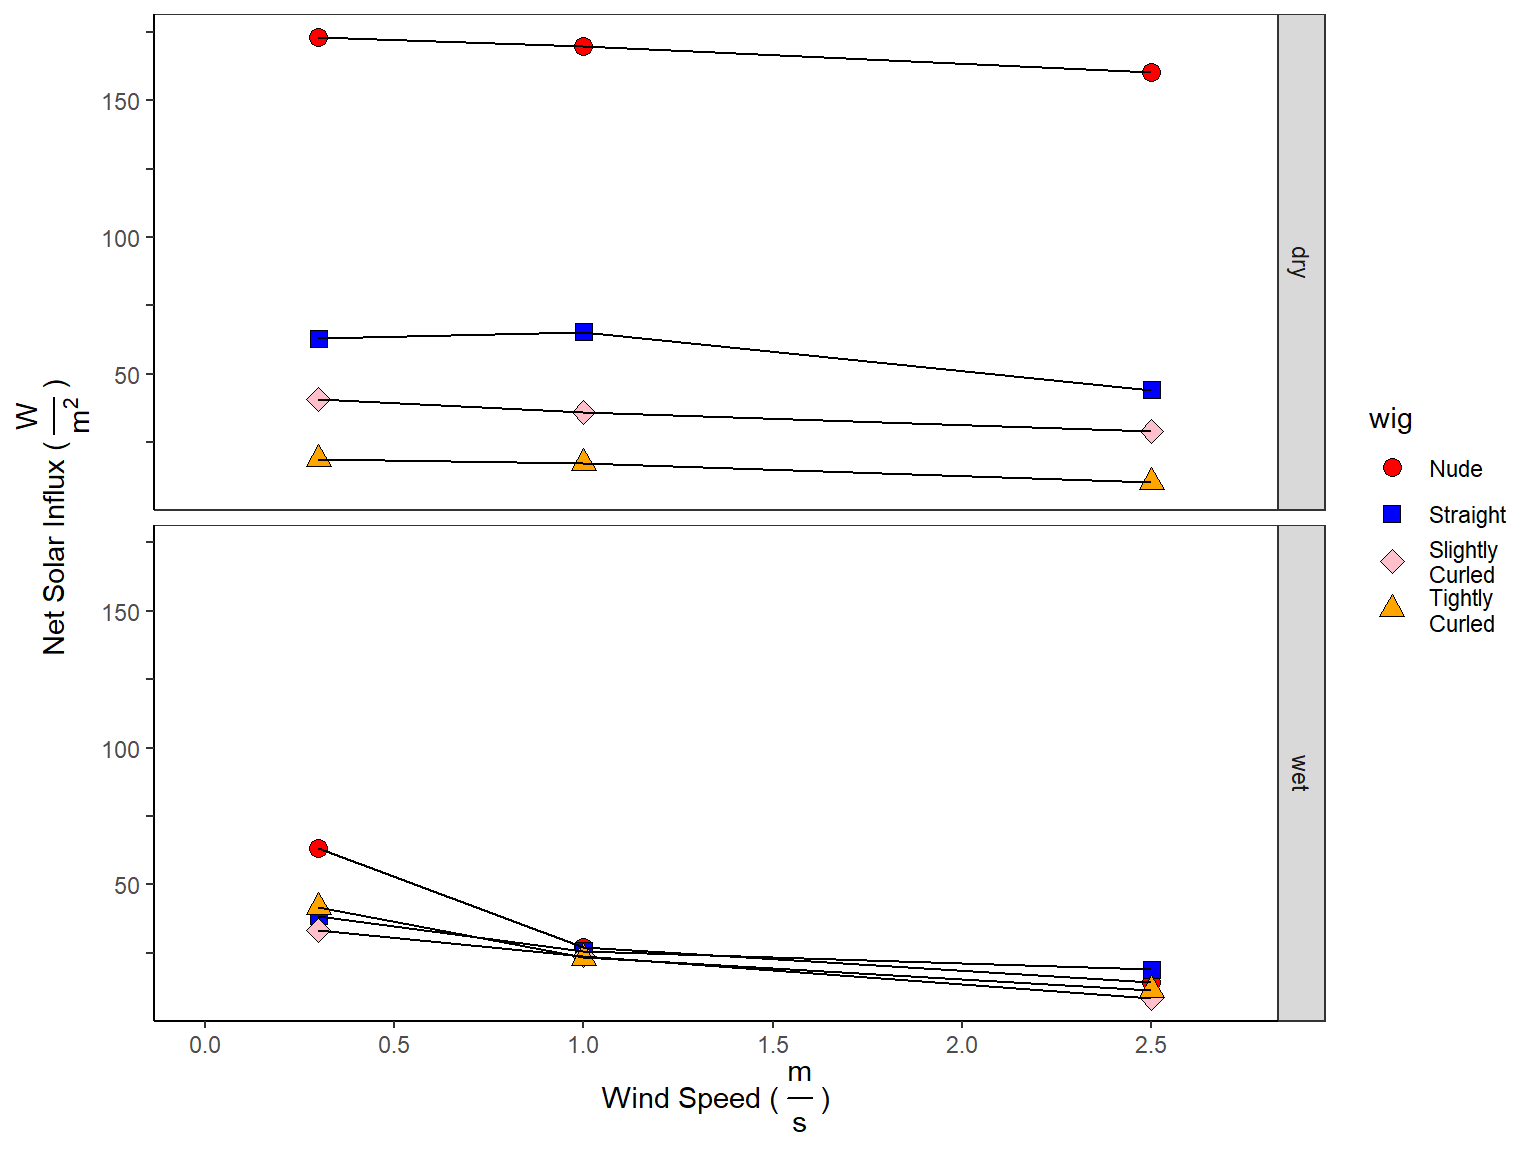 Net Solar Influx ( W/m² )
150
100
50
dry
150
100
50
wet
0.0 0.5 1.0 1.5 2.0 2.5
Wind Speed ( m/s )
wig
Nude
Straight
Slightly
Curled
Tightly
Curled